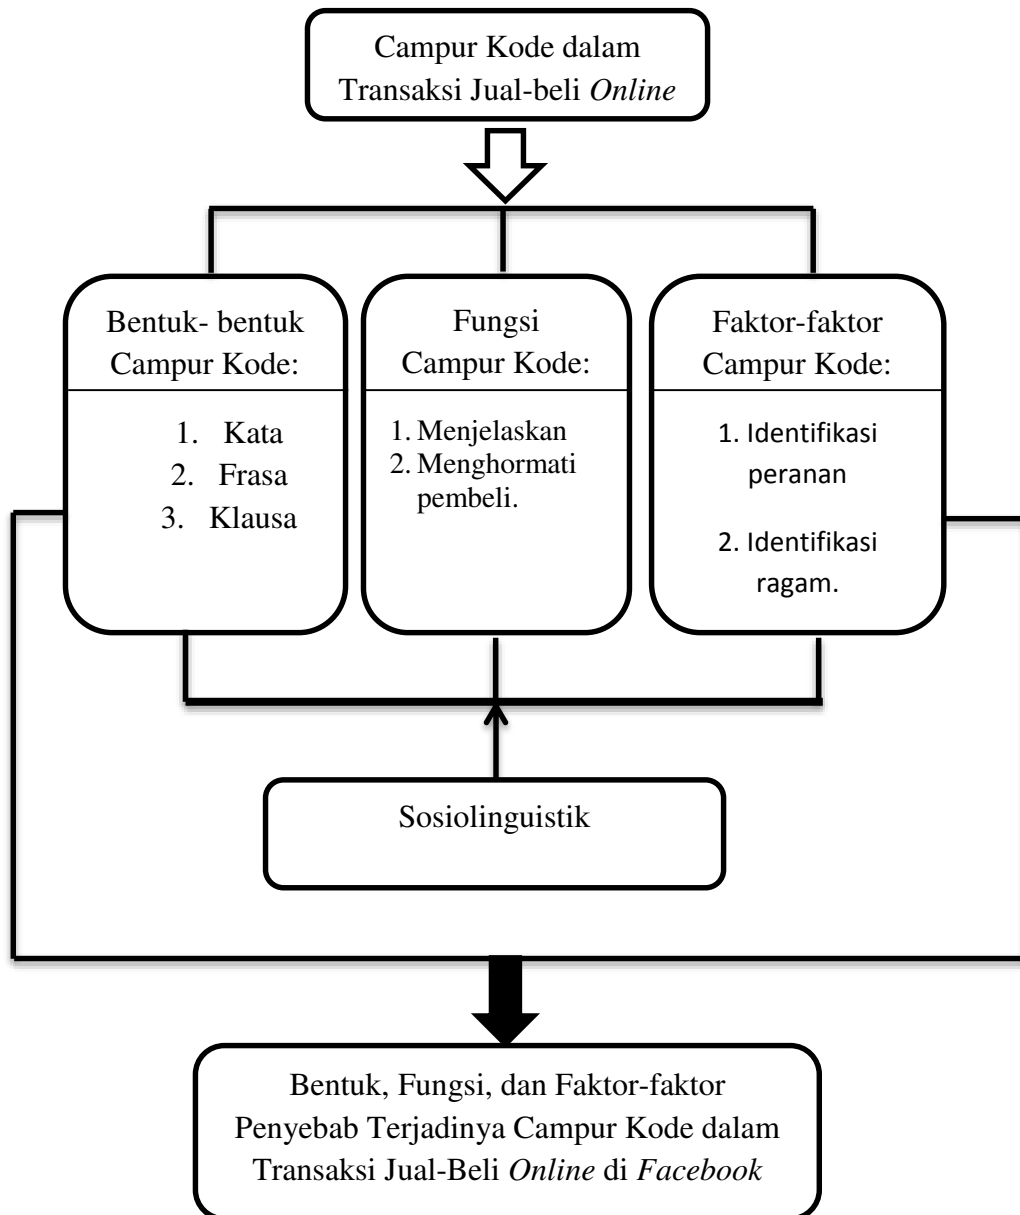 Campur Kode dalam
Transaksi Jual-beli Online
Bentuk- bentuk
Campur Kode:
1. Kata
2. Frasa
3. Klausa
Fungsi
Campur Kode:
1. Menjelaskan
2. Menghormati
pembeli.
Faktor-faktor
Campur Kode:
1. Identifikasi
peranan
2. Identifikasi
ragam.
Sosiolinguistik
Bentuk, Fungsi, dan Faktor-faktor
Penyebab Terjadinya Campur Kode dalam
Transaksi Jual-Beli Online di Facebook